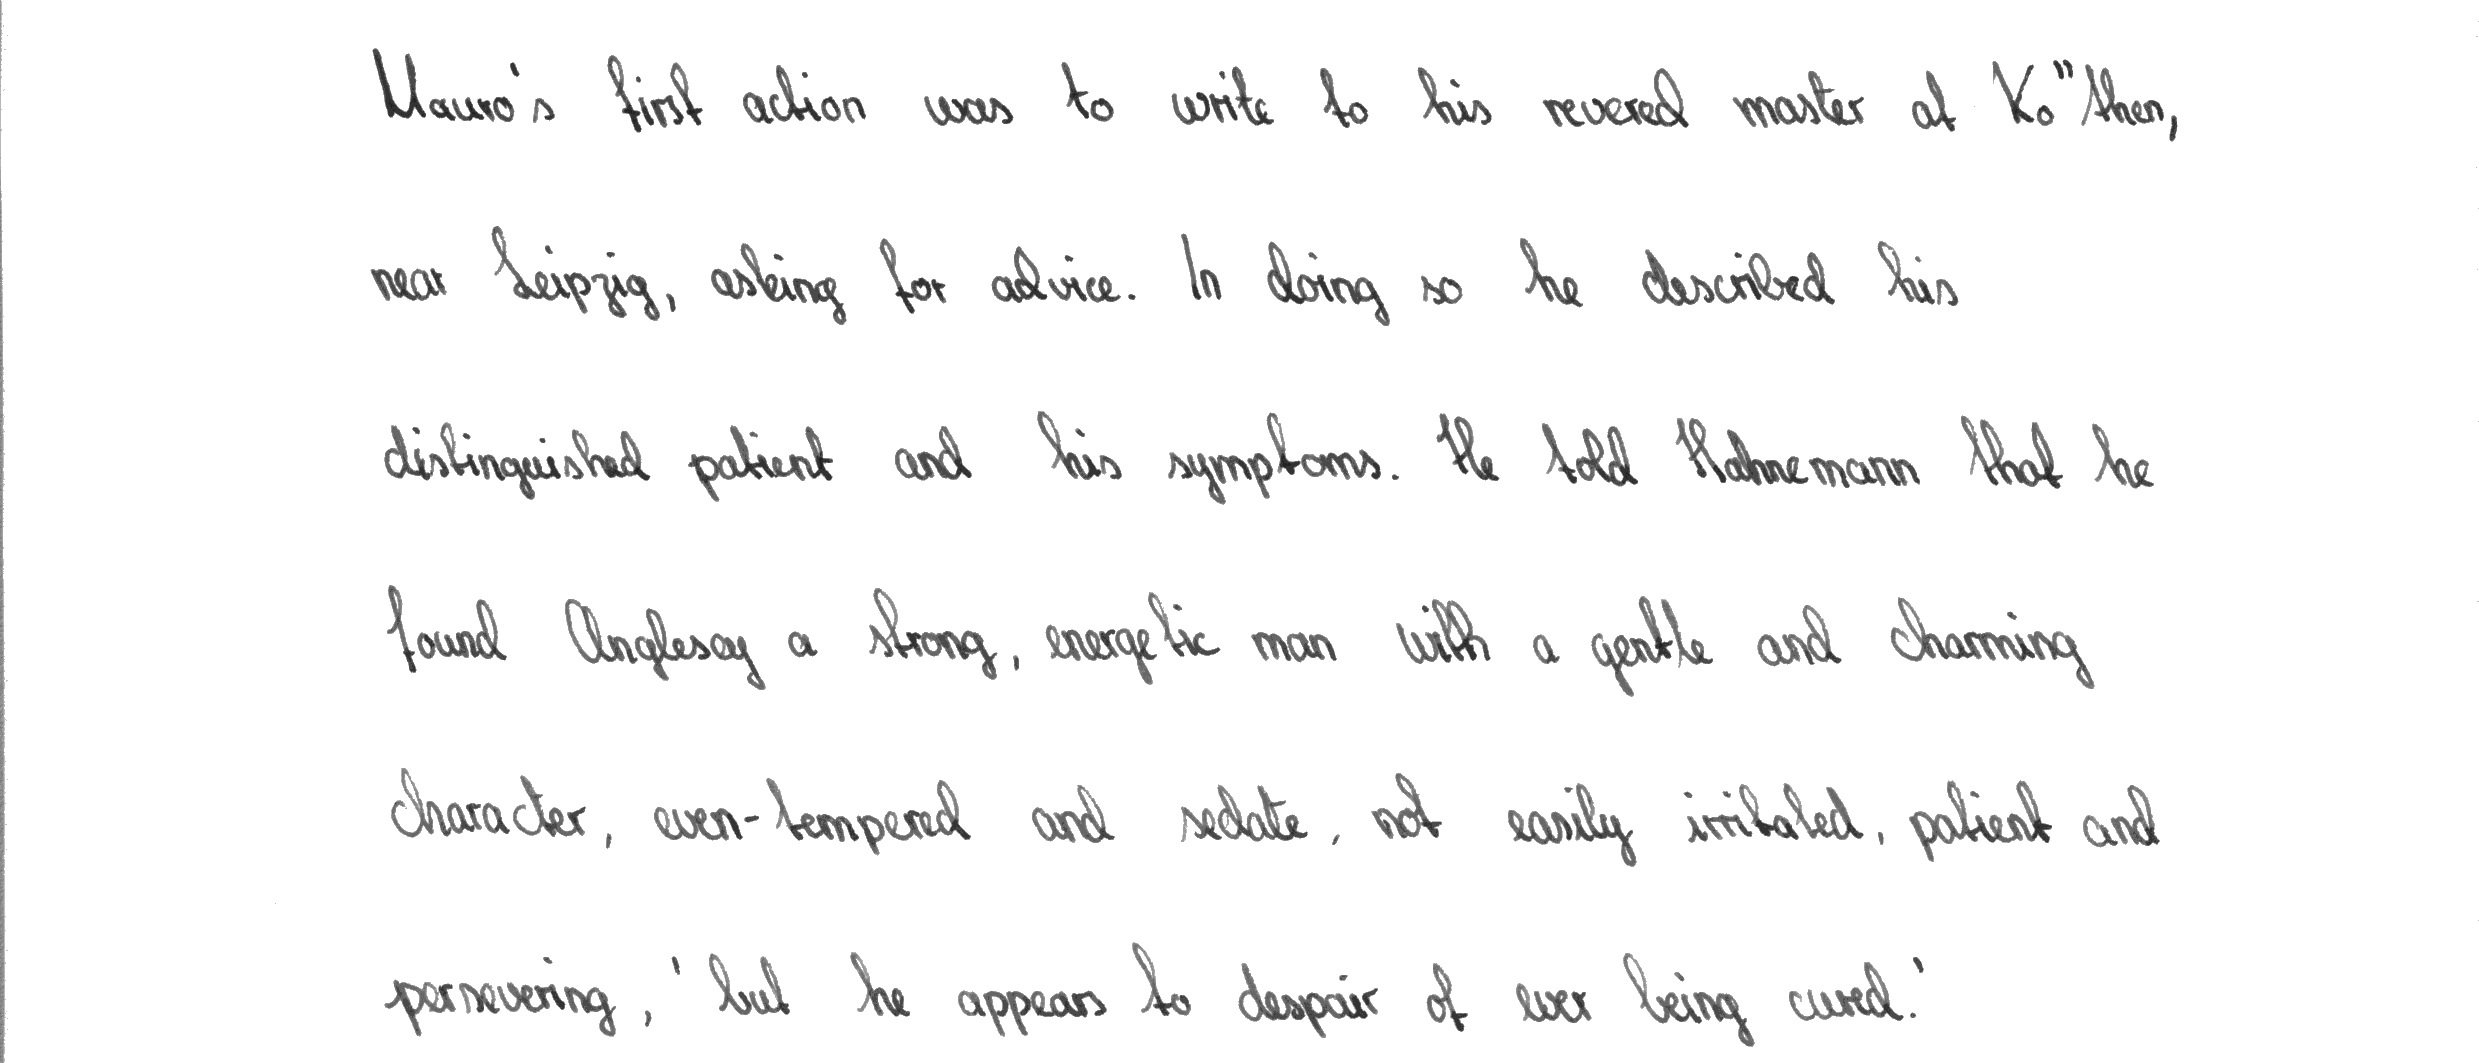 Mauro's first action was to write to his revered master at Ko"then,
near Leipzig, asking for advice. In doing so he described his
distinguished patient and his symptoms. He told Hahnemann that he
found Anglesey a strong, energetic man with a gentle and charming
character, even-tempered and sedate, not easily irritated, patient and
persevering, 'but he appears to despair of ever being cured.'